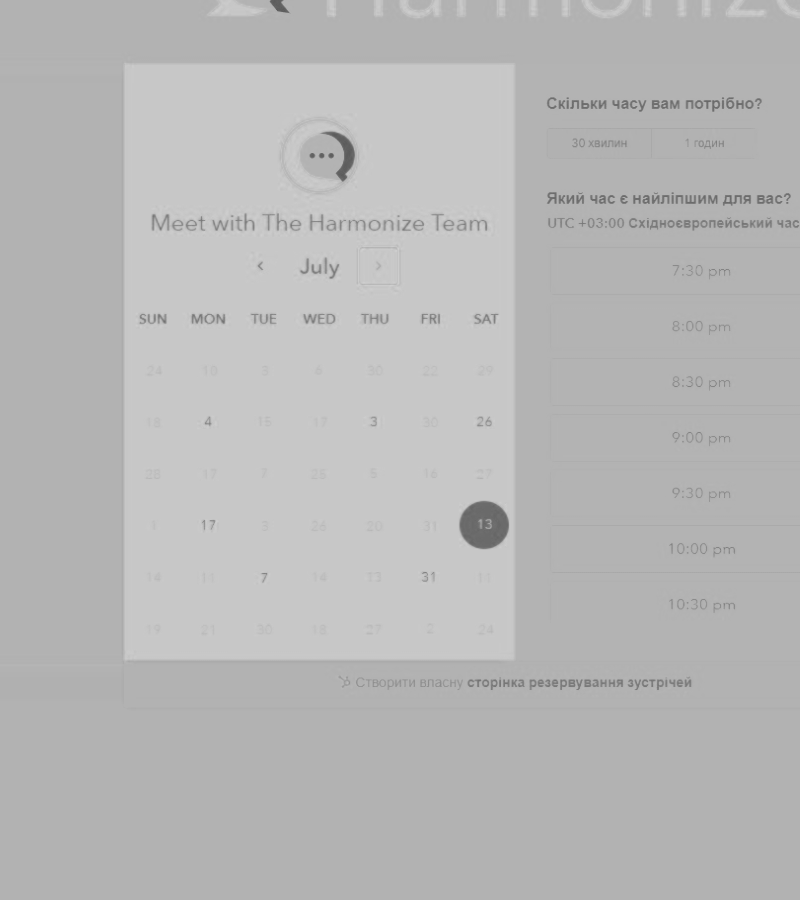 Harmonize
Meet with The Harmonize Team
July
SUN MON TUE WED THU FRI SAT
24 10 3 6 30 22 29
13 4 15 17 3 30 26
28 17 7 25 5 16 27
1 17 3 26 20 31 13
14 11 7 14 13 31 11
19 21 30 13 27 2 24
Скільки часу вам потрібно?
30 хвилин 1 годин
Який час є найліпшим для вас?
UTC +03:00 Східноєвропейський час
7:30 pm
8:00 pm
8:30 pm
9:00 pm
9:30 pm
10:00 pm
10:30 pm
Створити власну сторінка резервування зустрічей